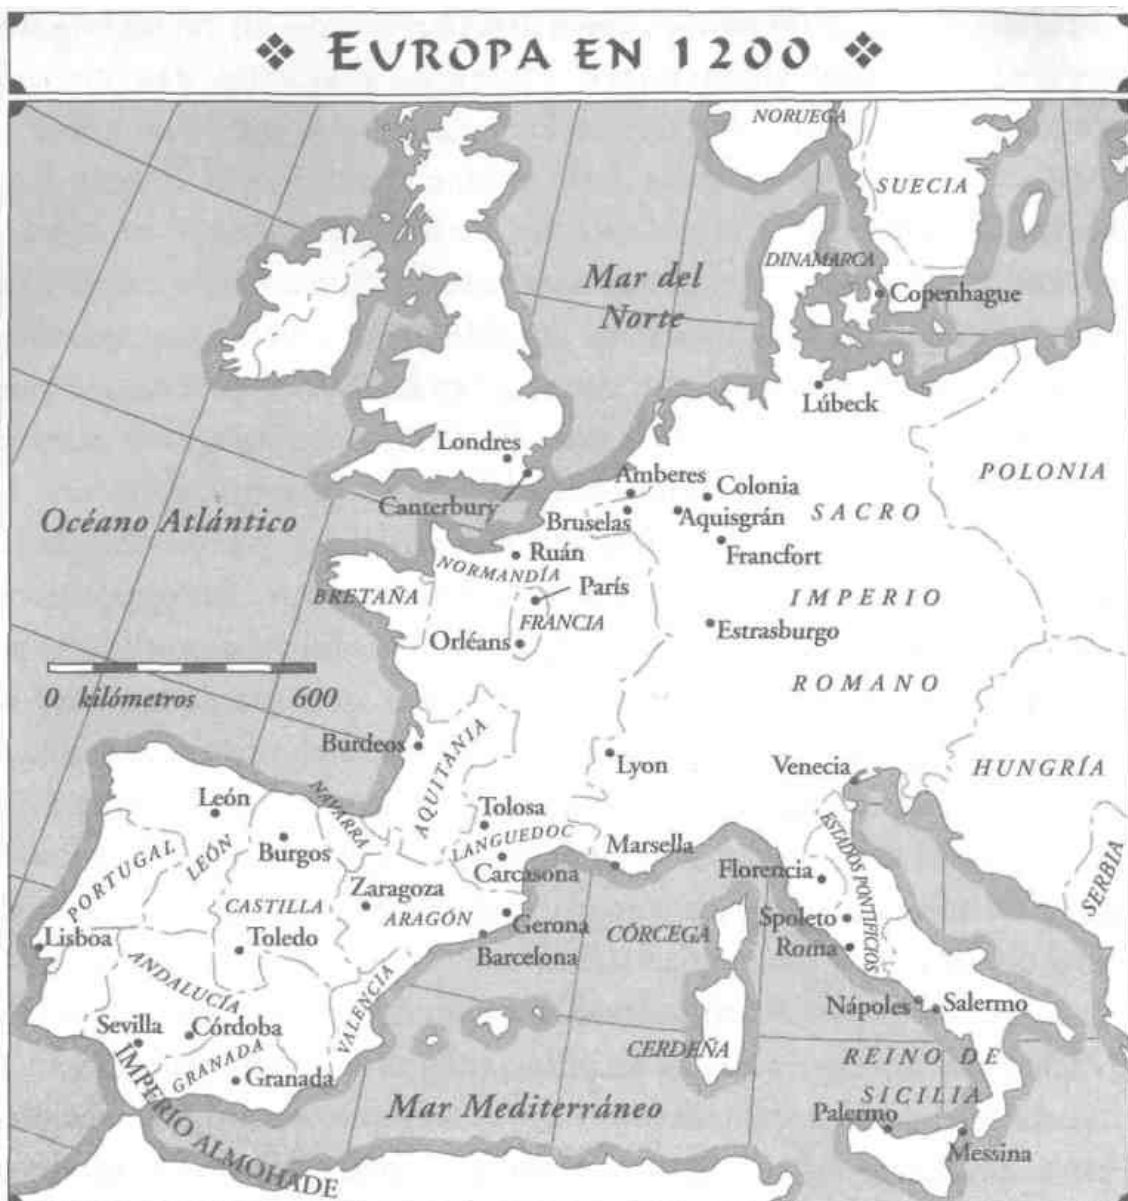 EUROPA EN 1200
NORUEGA
SUECIA
DINAMARCA
Mar del
Norte
Copenhague
Lúbeck
Londres
Canterbury
Amberes
Colonia
POLONIA
SACRO
Bruselas
Aquisgrán
Océano Atlántico
Francfort
Ruán
NORMANDÍA
BRETAÑA
París
IMPERIO
FRANCIA
Estrasburgo
Orléans
0 kilómetros 600
ROMANO
Burdeos
AQUITANIA
Lyon
Venecia
HUNGRÍA
León
NAVARRA
Tolosa
LANGUEDOC
Burgos
LEÓN
PORTUGAL
Marsella
Carcasona
Florencia
ESTADOS PONTIFICIOS
SERBIA
Zaragoza
CASTILLA
ARAGÓN
Gerona
Barcelona
CÓRCEGA
Spoleto
Roma
Lisboa
Toledo
ANDALUCÍA
VALENCIA
Nápoles
Salermo
Sevilla
Córdoba
GRANADA
Granada
CERDEÑA
REINO DE
SICILIA
IMPERIO ALMOHADE
Mar Mediterráneo
Palermo
Messina